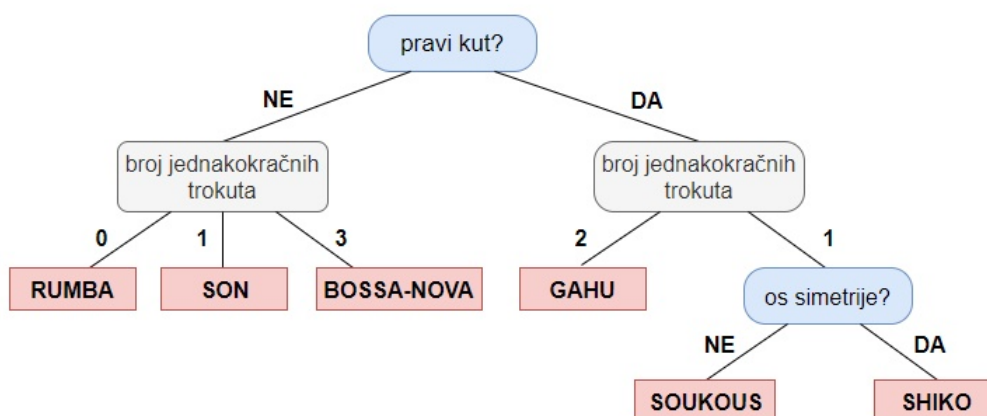 pravi kut?
NE
DA
broj jednakokračnih
trokuta
broj jednakokračnih
trokuta
0
1
3
2
1
RUMBA
SON
BOSSA-NOVA
GAHU
os simetrije?
NE
DA
SOUKOUS
SHIKO